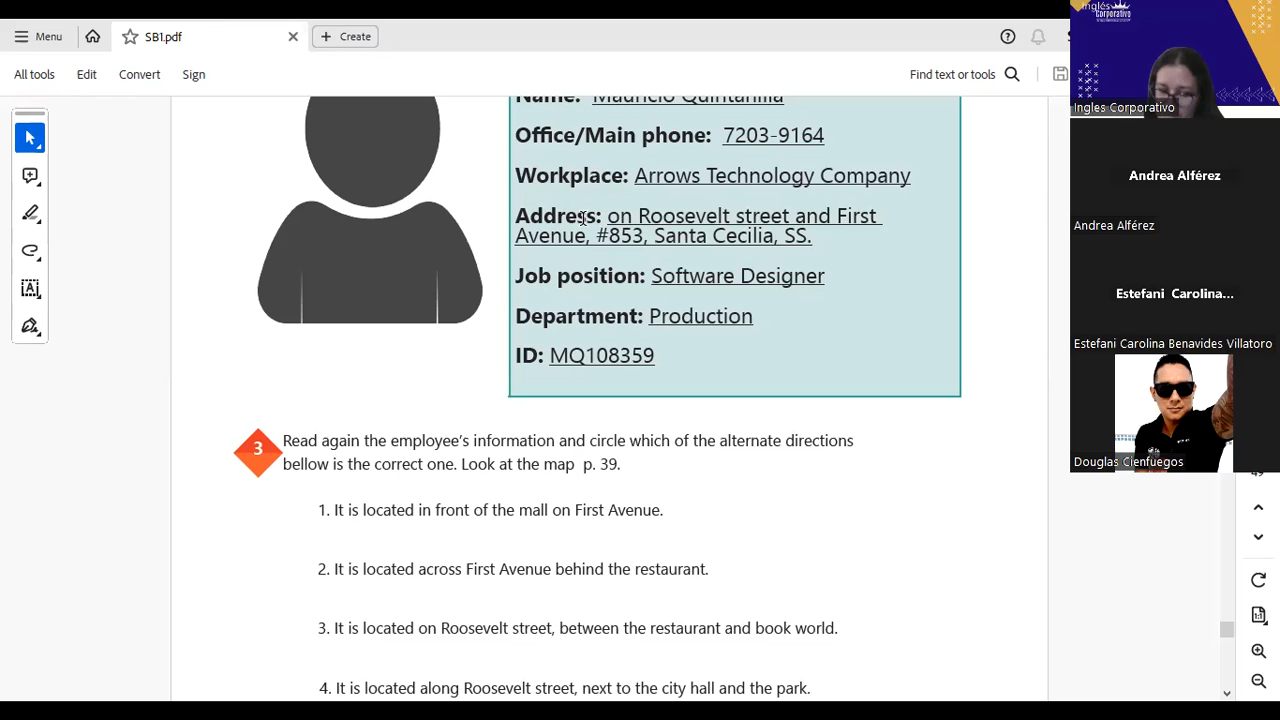 Menu
SB1.pdf
Create
All tools
Edit
Convert
Sign
Find text or tools
Name: Mauricio Quintanilla
Office/Main phone: 7203-9164
Workplace: Arrows Technology Company
Address: on Roosevelt street and First
Avenue, #853, Santa Cecilia, SS.
Job position: Software Designer
Department: Production
ID: MQ108359
3
Read again the employee's information and circle which of the alternate directions
bellow is the correct one. Look at the map p. 39.
1. It is located in front of the mall on First Avenue.
2. It is located across First Avenue behind the restaurant.
3. It is located on Roosevelt street, between the restaurant and book world.
4. It is located along Roosevelt street, next to the city hall and the park.
Inglés
Corporativo
Ingles Corporativo
Andrea Alférez
Andrea Alférez
Estefani Carolina...
Estefani Carolina Benavides Villatoro
Douglas Cienfuegos